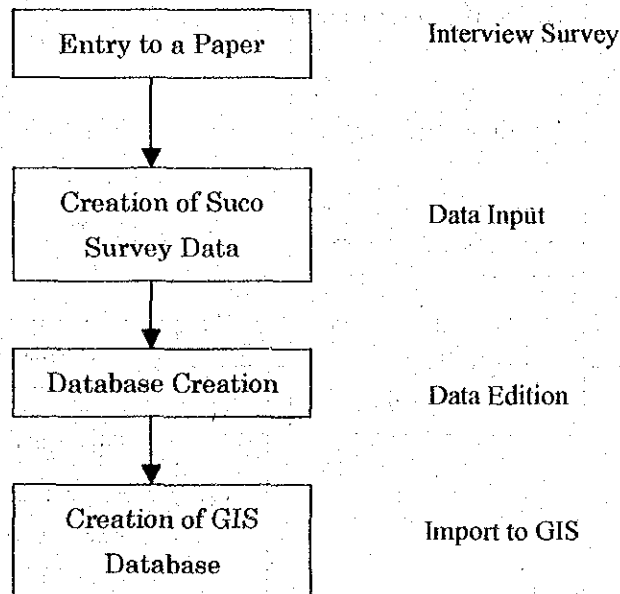 Entry to a Paper
Interview Survey
Creation of Suco
Survey Data
Data Input
Database Creation
Data Edition
Creation of GIS
Database
Import to GIS